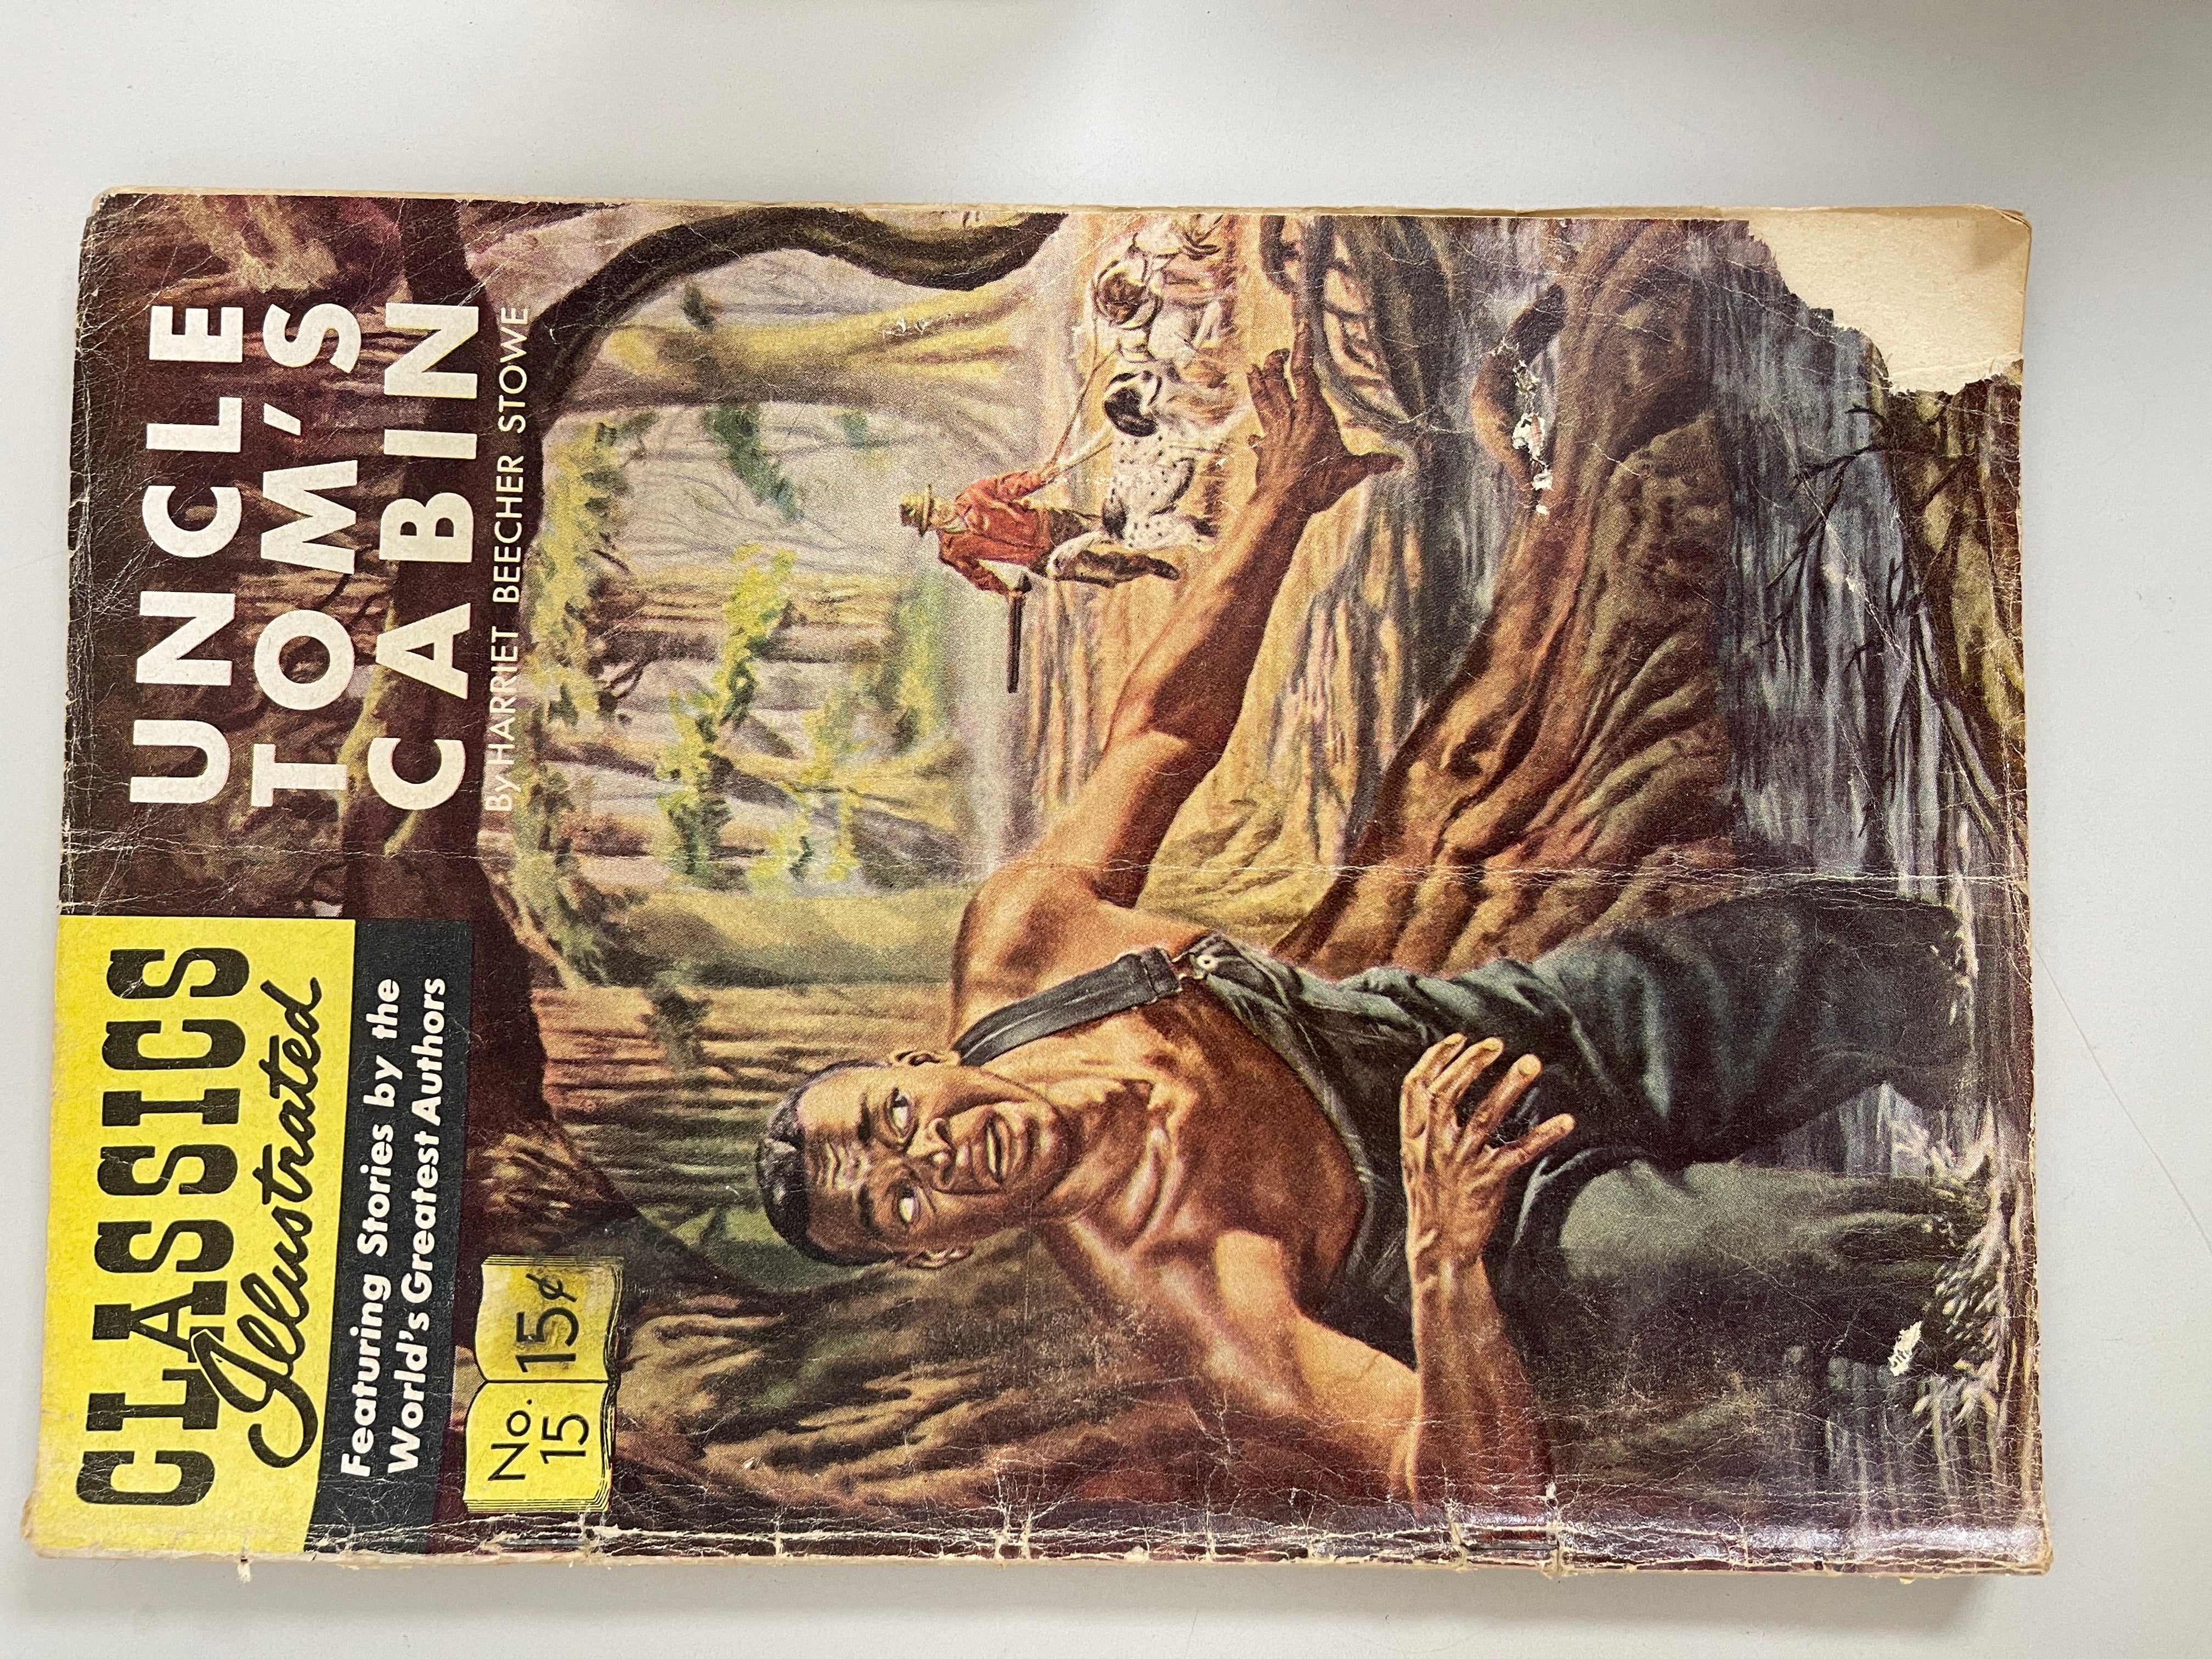 CLASSICS
Illustrated
Featuring Stories by the
World's Greatest Authors
No.
15
15¢
UNCLE
TOM'S
CABIN
By HARRIET BEECHER STOWE